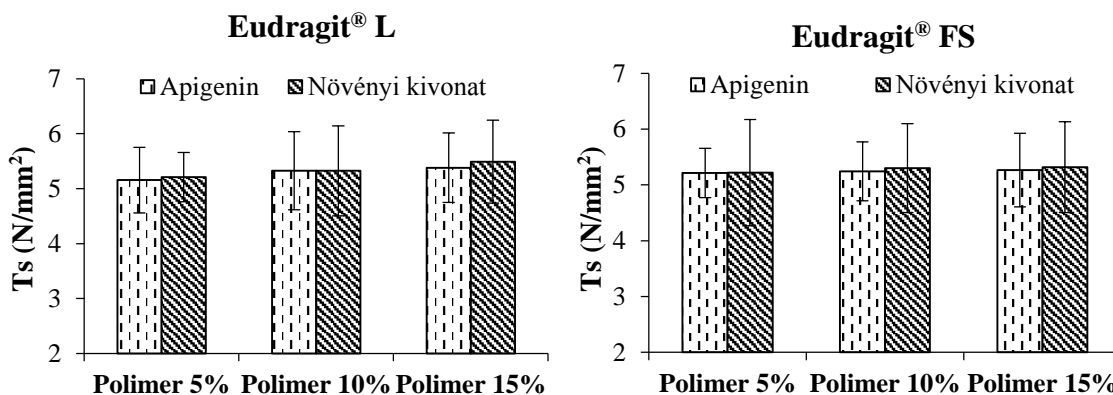 Eudragit® L
7
6
5
4
3
2
Ts (N/mm²)
Apigenin Növényi kivonat
Polimer 5% Polimer 10% Polimer 15%
Eudragit® FS
7
6
5
4
3
2
Ts (N/mm²)
Apigenin Növényi kivonat
Polimer 5% Polimer 10% Polimer 15%